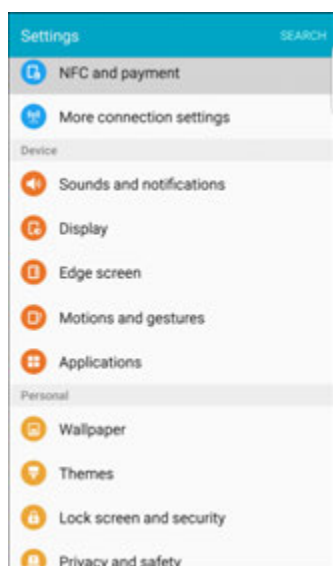 Settings SEARCH
NFC and payment
More connection settings
Device
Sounds and notifications
Display
Edge screen
Motions and gestures
Applications
Personal
Wallpaper
Themes
Lock screen and security
Privacy and safety